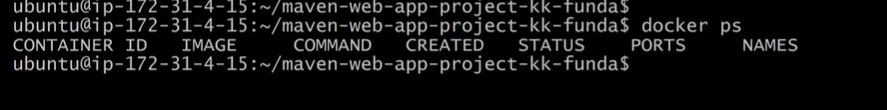 ubuntu@ip-172-31-4-15:~/maven-web-app-project-kk-funda$
ubuntu@ip-172-31-4-15:~/maven-web-app-project-kk-funda$ docker ps
CONTAINER ID   IMAGE     COMMAND   CREATED   STATUS    PORTS     NAMES
ubuntu@ip-172-31-4-15:~/maven-web-app-project-kk-funda$